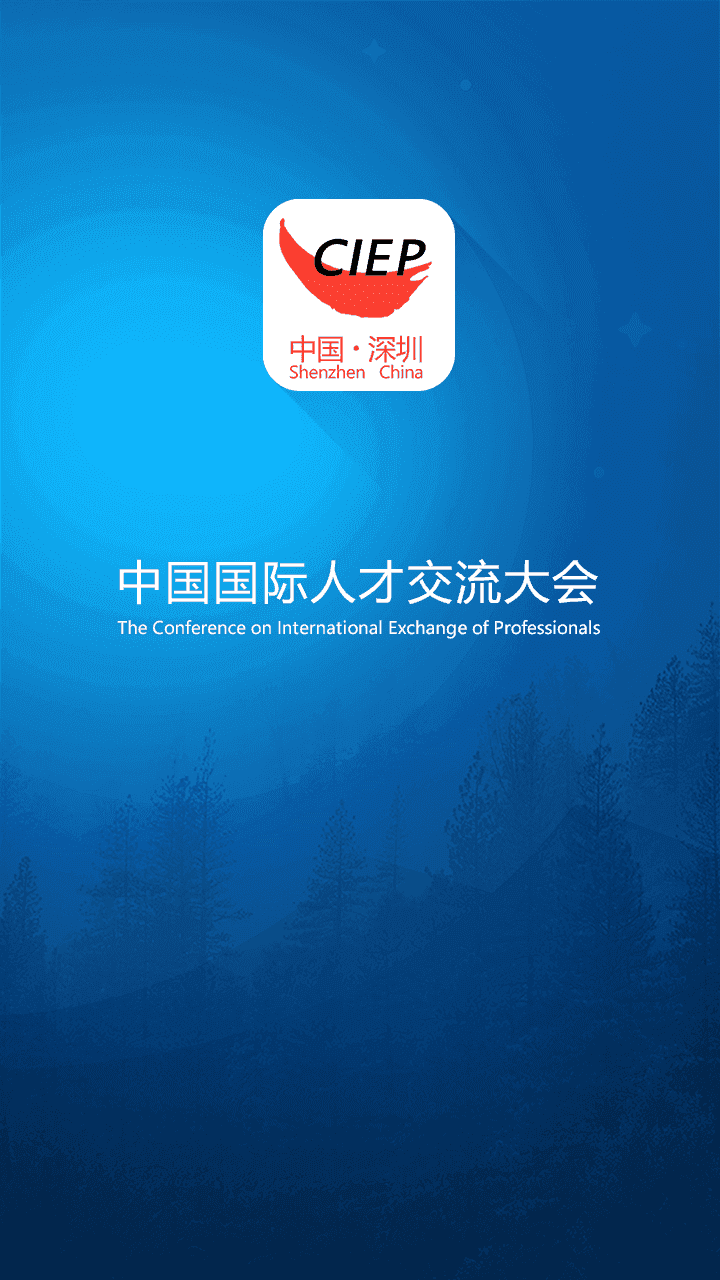 CIEP
中国·深圳
Shenzhen China
中国国际人才交流大会
The Conference on International Exchange of Professionals